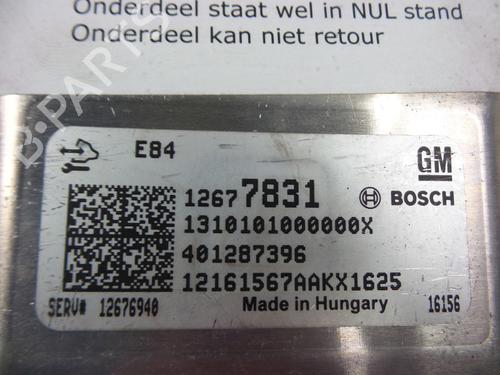 Onderdeel staat wel in NUL stand
Onderdeel kan niet retour
E84
GM
12677831
BOSCH
1310101000000X
401287396
12161567AAKX1625
SERV# 12676940
Made in Hungary
16156
B-PARTS